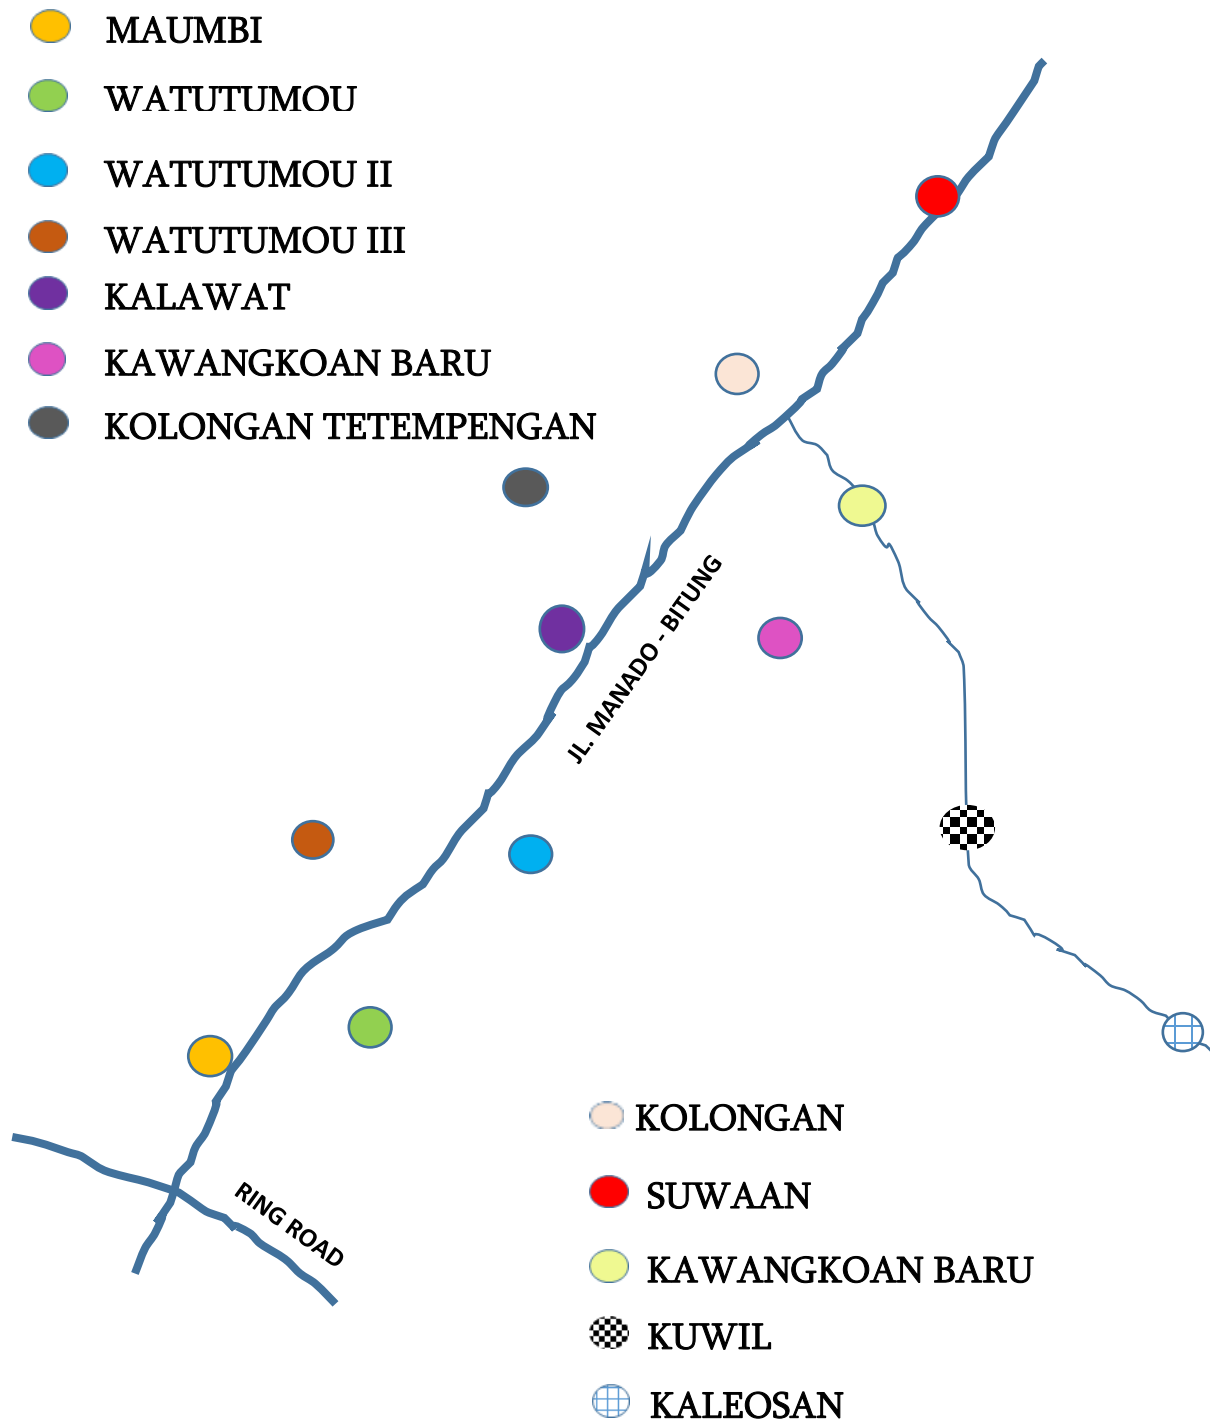 MAUMBI
WATUTUMOU
WATUTUMOU II
WATUTUMOU III
KALAWAT
KAWANGKOAN BARU
KOLONGAN TETEMPENGAN
JL. MANADO - BITUNG
RING ROAD
KOLONGAN
SUWAAN
KAWANGKOAN BARU
KUWIL
KALEOSAN